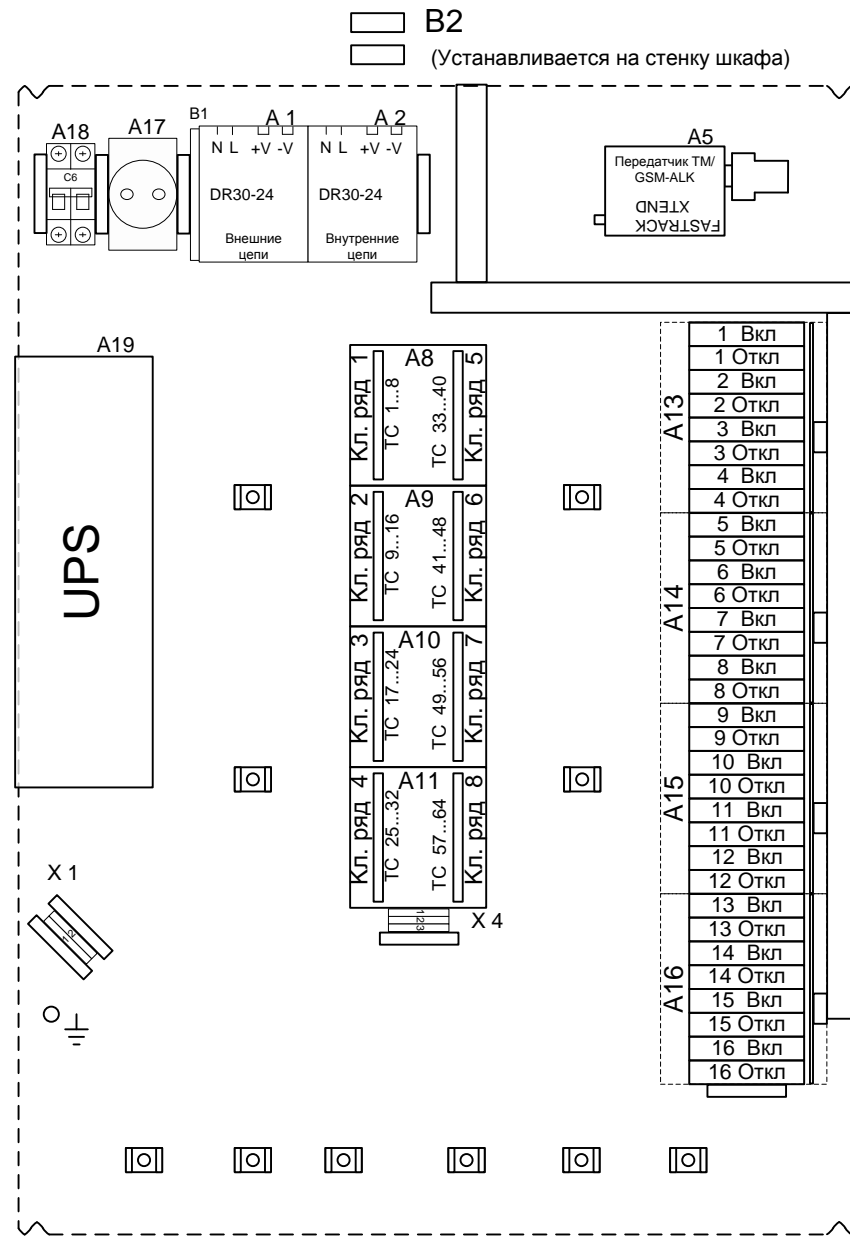 B2
(Устанавливается на стенку шкафа)
A18
A17
B1
A 1
A 2
A5
C6
N L +V -V
N L +V -V
DR30-24
DR30-24
Внешние
цепи
Внутренние
цепи
Передатчик ТМ/
GSM-ALK
XTEND
FASTRACK
A19
UPS
A8
Кл. ряд 1
ТС 1...8
ТС 33...40
Кл. ряд 5
A9
Кл. ряд 2
ТС 9...16
ТС 41...48
Кл. ряд 6
A10
Кл. ряд 3
ТС 17...24
ТС 49...56
Кл. ряд 7
A11
Кл. ряд 4
ТС 25...32
ТС 57...64
Кл. ряд 8
X 4
123
X 1
1 2
A13
1 Вкл
1 Откл
2 Вкл
2 Откл
3 Вкл
3 Откл
4 Вкл
4 Откл
A14
5 Вкл
5 Откл
6 Вкл
6 Откл
7 Вкл
7 Откл
8 Вкл
8 Откл
A15
9 Вкл
9 Откл
10 Вкл
10 Откл
11 Вкл
11 Откл
12 Вкл
12 Откл
A16
13 Вкл
13 Откл
14 Вкл
14 Откл
15 Вкл
15 Откл
16 Вкл
16 Откл